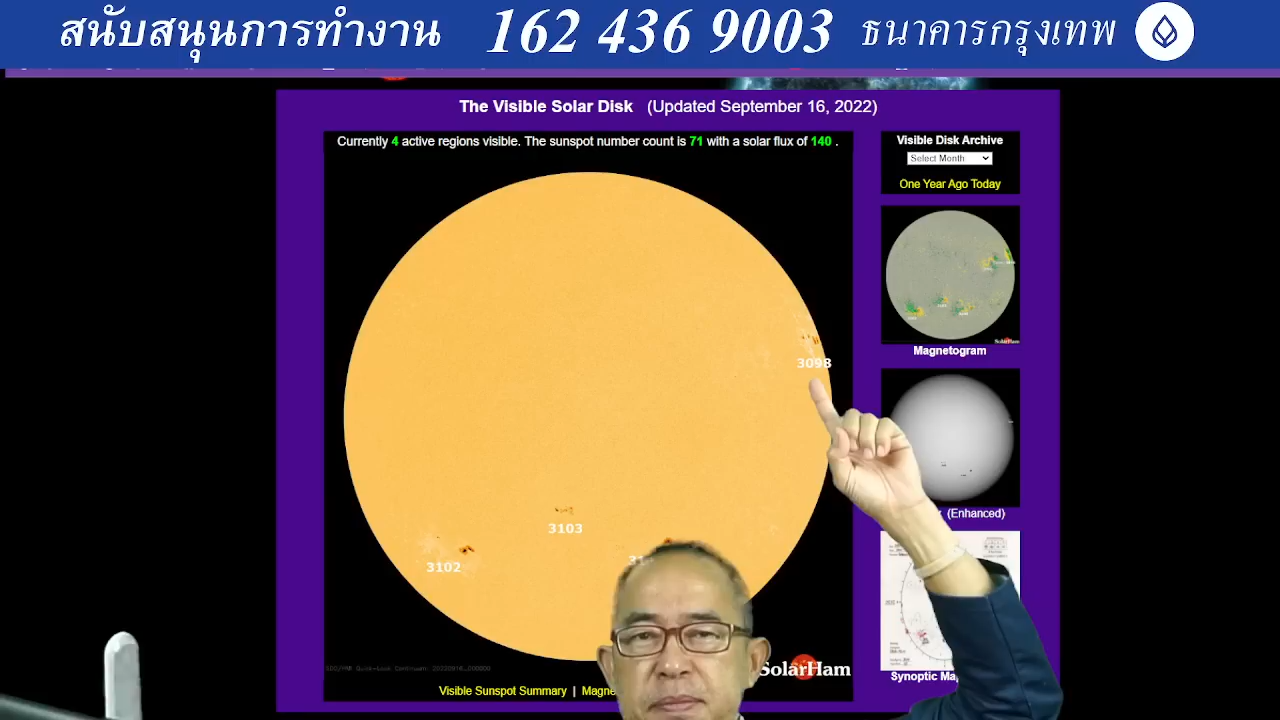 สนับสนุนการทำงาน 162 436 9003 ธนาคารกรุงเทพ
The Visible Solar Disk (Updated September 16, 2022)
Currently 4 active regions visible. The sunspot number count is 71 with a solar flux of 140 .
3098
3103
3102
SolarHam
Visible Sunspot Summary |
Visible Disk Archive
Select Month
One Year Ago Today
SolarHam
Magnetogram
(Enhanced)
Synoptic